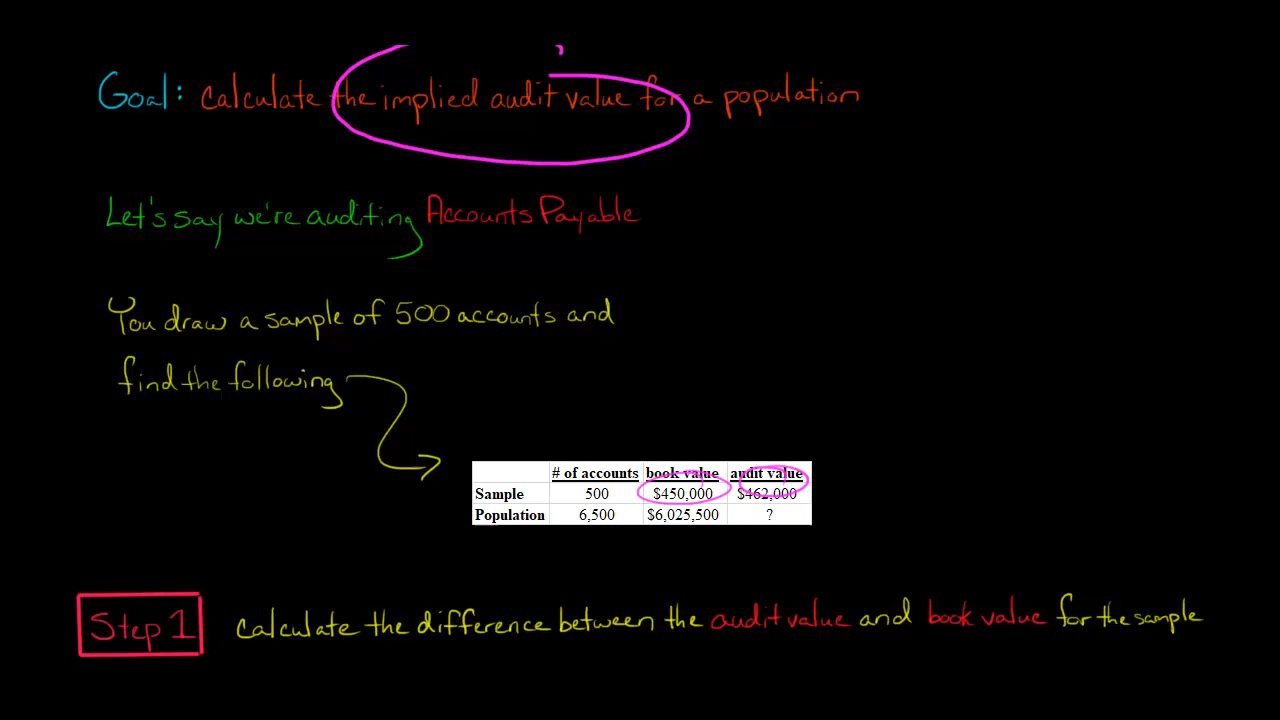 Goal: Calculate the implied audit value for a population
Let's say we're auditing Accounts Payable
You draw a sample of 500 accounts and
find the following
# of accounts book value audit value
Sample 500 $450,000 $462,000
Population 6,500 $6,025,500 ?
Step 1 Calculate the difference between the audit value and book value for the sample